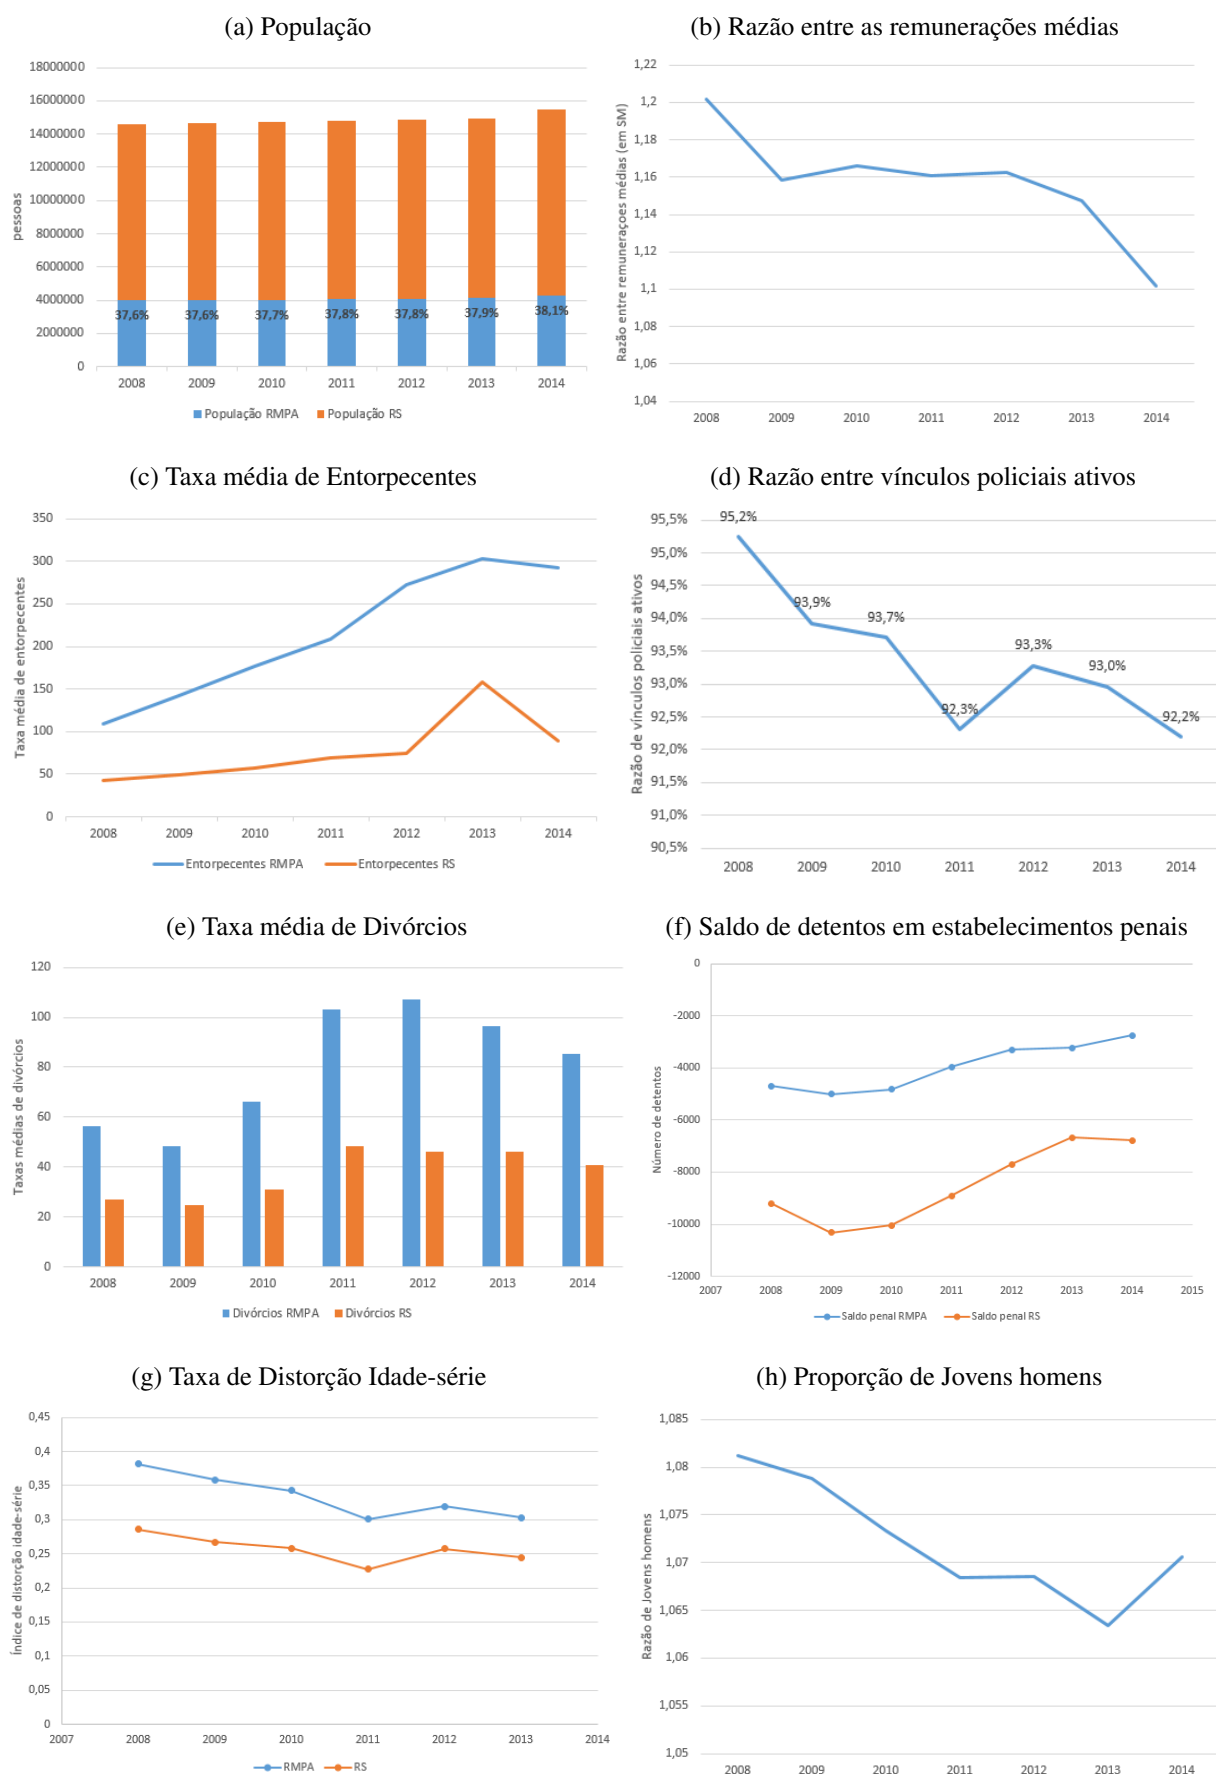 (a) População
18000000
16000000
14000000
12000000
10000000
8000000
6000000
4000000
2000000
0
pessoas
37,6%
37,6%
37,7%
37,8%
37,8%
37,9%
38,1%
2008 2009 2010 2011 2012 2013 2014
População RMPA População RS
(b) Razão entre as remunerações médias
1,22
1,2
1,18
1,16
1,14
1,12
1,1
1,08
1,06
1,04
Razão entre remunerações médias (em SM)
2008 2009 2010 2011 2012 2013 2014
(c) Taxa média de Entorpecentes
350
300
250
200
150
100
50
0
Taxa média de entorpecentes
2008 2009 2010 2011 2012 2013 2014
Entorpecentes RMPA Entorpecentes RS
(d) Razão entre vínculos policiais ativos
95,5%
95,0%
94,5%
94,0%
93,5%
93,0%
92,5%
92,0%
91,5%
91,0%
90,5%
Razão de vínculos policiais ativos
95,2%
93,9%
93,7%
92,3%
93,3%
93,0%
92,2%
2008 2009 2010 2011 2012 2013 2014
(e) Taxa média de Divórcios
120
100
80
60
40
20
0
Taxas médias de divórcios
2008 2009 2010 2011 2012 2013 2014
Divórcios RMPA Divórcios RS
(f) Saldo de detentos em estabelecimentos penais
0
-2000
-4000
-6000
-8000
-10000
-12000
Número de detentos
2007 2008 2009 2010 2011 2012 2013 2014 2015
Saldo penal RMPA Saldo penal RS
(g) Taxa de Distorção Idade-série
0,45
0,4
0,35
0,3
0,25
0,2
0,15
0,1
0,05
0
Índice de distorção idade-série
2007 2008 2009 2010 2011 2012 2013 2014
RMPA RS
(h) Proporção de Jovens homens
1,085
1,08
1,075
1,07
1,065
1,06
1,055
1,05
Razão de Jovens homens
2008 2009 2010 2011 2012 2013 2014